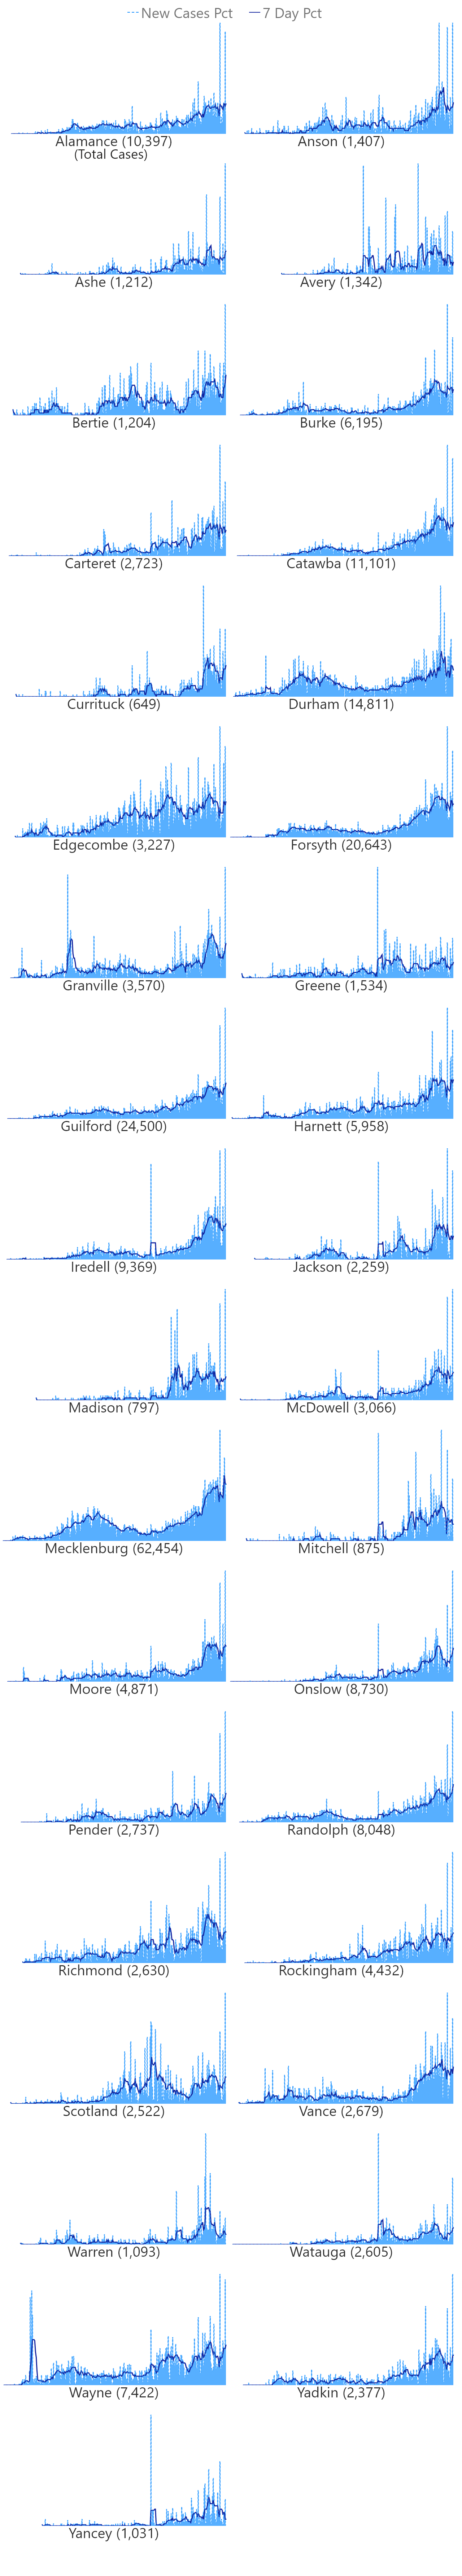 New Cases Pct 7 Day Pct
Alamance (10,397) Anson (1,407)
(Total Cases)
Ashe (1,212) Avery (1,342)
Bertie (1,204) Burke (6,195)
Carteret (2,723) Catawba (11,101)
Currituck (649) Durham (14,811)
Edgecombe (3,227) Forsyth (20,643)
Granville (3,570) Greene (1,534)
Guilford (24,500) Harnett (5,958)
Iredell (9,369) Jackson (2,259)
Madison (797) McDowell (3,066)
Mecklenburg (62,454) Mitchell (875)
Moore (4,871) Onslow (8,730)
Pender (2,737) Randolph (8,048)
Richmond (2,630) Rockingham (4,432)
Scotland (2,522) Vance (2,679)
Warren (1,093) Watauga (2,605)
Wayne (7,422) Yadkin (2,377)
Yancey (1,031)